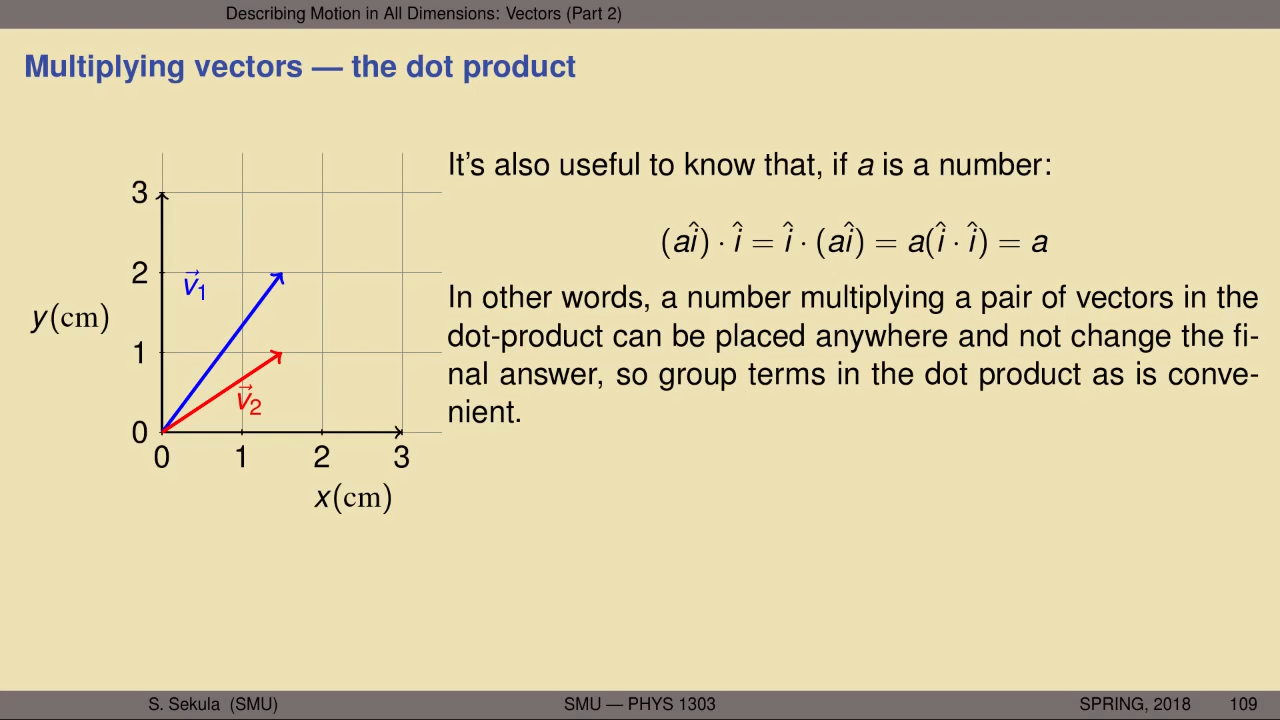 Describing Motion in All Dimensions: Vectors (Part 2)
Multiplying vectors — the dot product
3
2
1
0
y(cm)
v⃗₁
v⃗₂
0 1 2 3
x(cm)
It's also useful to know that, if a is a number:
(aî) · î = î · (aî) = a(î · î) = a
In other words, a number multiplying a pair of vectors in the
dot-product can be placed anywhere and not change the fi-
nal answer, so group terms in the dot product as is conve-
nient.
S. Sekula (SMU) SMU — PHYS 1303 SPRING, 2018 109